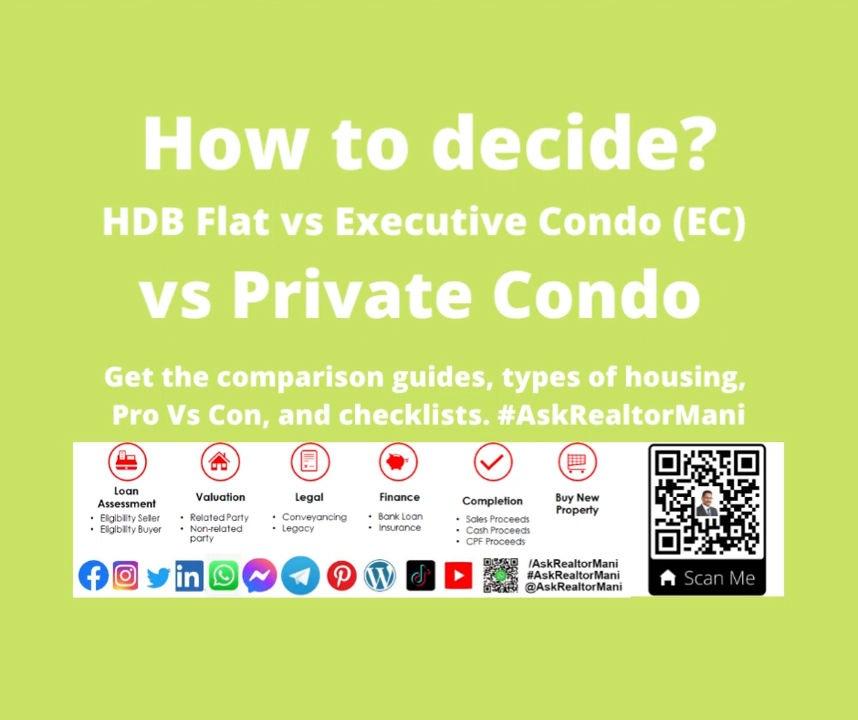 How to decide?
HDB Flat vs Executive Condo (EC)
vs Private Condo
Get the comparison guides, types of housing,
Pro Vs Con, and checklists. #AskRealtorMani
Loan
Assessment
• Eligibility Seller
• Eligibility Buyer
Valuation
• Related Party
• Non-related
party
Legal
• Conveyancing
• Legacy
Finance
• Bank Loan
• Insurance
Completion
• Sales Proceeds
• Cash Proceeds
• CPF Proceeds
Buy New
Property
/AskRealtorMani
#AskRealtorMani
@AskRealtorMani
Scan Me